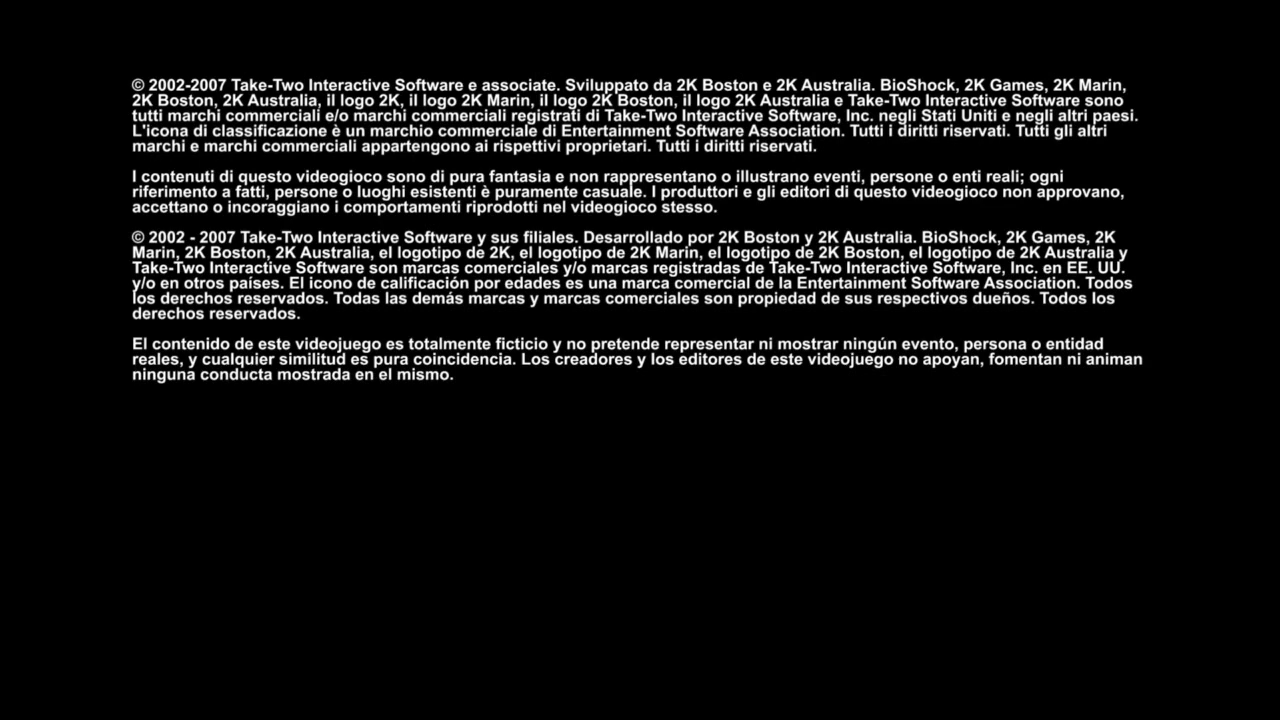 © 2002-2007 Take-Two Interactive Software e associate. Sviluppato da 2K Boston e 2K Australia. BioShock, 2K Games, 2K Marin,
2K Boston, 2K Australia, il logo 2K, il logo 2K Marin, il logo 2K Boston, il logo 2K Australia e Take-Two Interactive Software sono
tutti marchi commerciali e/o marchi commerciali registrati di Take-Two Interactive Software, Inc. negli Stati Uniti e negli altri paesi.
L'icona di classificazione è un marchio commerciale di Entertainment Software Association. Tutti i diritti riservati. Tutti gli altri
marchi e marchi commerciali appartengono ai rispettivi proprietari. Tutti i diritti riservati.
I contenuti di questo videogioco sono di pura fantasia e non rappresentano o illustrano eventi, persone o enti reali; ogni
riferimento a fatti, persone o luoghi esistenti è puramente casuale. I produttori e gli editori di questo videogioco non approvano,
accettano o incoraggiano i comportamenti riprodotti nel videogioco stesso.
© 2002 - 2007 Take-Two Interactive Software y sus filiales. Desarrollado por 2K Boston y 2K Australia. BioShock, 2K Games, 2K
Marin, 2K Boston, 2K Australia, el logotipo de 2K, el logotipo de 2K Marin, el logotipo de 2K Boston, el logotipo de 2K Australia y
Take-Two Interactive Software son marcas comerciales y/o marcas registradas de Take-Two Interactive Software, Inc. en EE. UU.
y/o en otros países. El icono de calificación por edades es una marca comercial de la Entertainment Software Association. Todos
los derechos reservados. Todas las demás marcas y marcas comerciales son propiedad de sus respectivos dueños. Todos los
derechos reservados.
El contenido de este videojuego es totalmente ficticio y no pretende representar ni mostrar ningún evento, persona o entidad
reales, y cualquier similitud es pura coincidencia. Los creadores y los editores de este videojuego no apoyan, fomentan ni animan
ninguna conducta mostrada en el mismo.